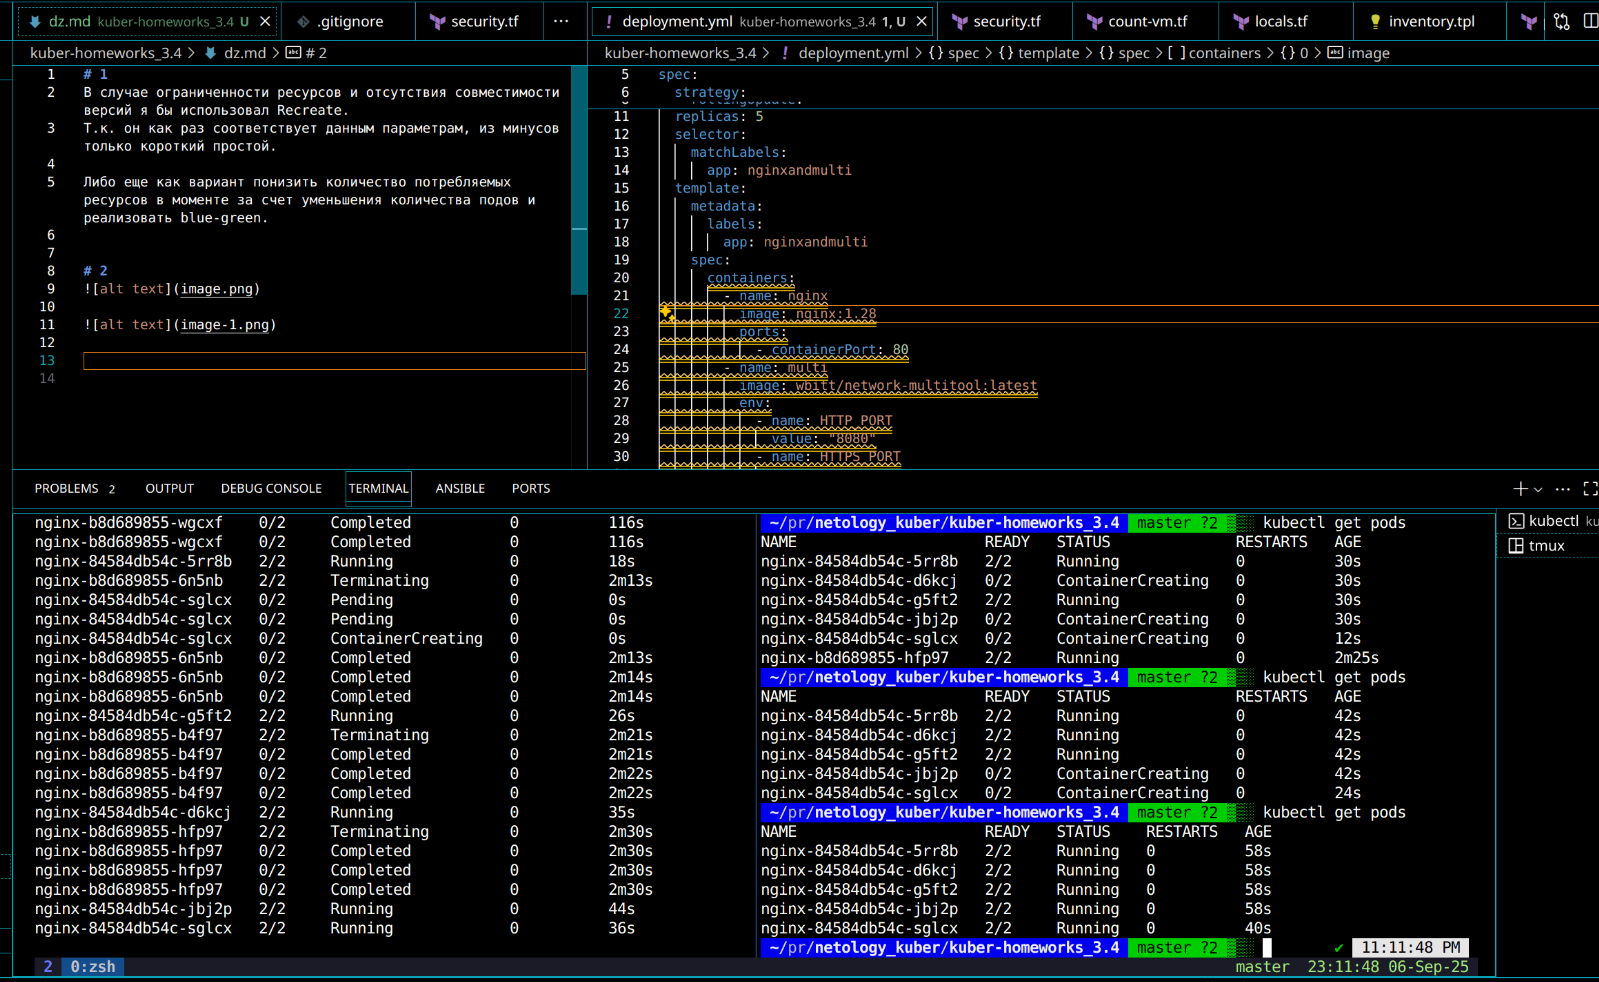 dz.md kuber-homeworks_3.4 U
.gitignore
security.tf
deployment.yml kuber-homeworks_3.4 1, U
security.tf
count-vm.tf
locals.tf
inventory.tpl
kuber-homeworks_3.4 > dz.md > # 2
kuber-homeworks_3.4 > ! deployment.yml > {} spec > {} template > {} spec > [ ] containers > {} 0 > image
1 # 1
2 В случае ограниченности ресурсов и отсутствия совместимости
версий я бы использовал Recreate.
3 Т.к. он как раз соответствует данным параметрам, из минусов
только короткий простой.
4
5 Либо еще как вариант понизить количество потребляемых
ресурсов в моменте за счет уменьшения количества подов и
реализовать blue-green.
6
7
8 # 2
9 ![alt text](image.png)
10
11 ![alt text](image-1.png)
12
13
14
5 spec:
6 strategy:
11 replicas: 5
12 selector:
13 matchLabels:
14 app: nginxandmulti
15 template:
16 metadata:
17 labels:
18 app: nginxandmulti
19 spec:
20 containers:
21 - name: nginx
22 image: nginx:1.28
23 ports:
24 - containerPort: 80
25 - name: multi
26 image: wbitt/network-multitool:latest
27 env:
28 - name: HTTP_PORT
29 value: "8080"
30 - name: HTTPS_PORT
PROBLEMS 2 OUTPUT DEBUG CONSOLE TERMINAL ANSIBLE PORTS
nginx-b8d689855-wgcxf 0/2 Completed 0 116s
nginx-b8d689855-wgcxf 0/2 Completed 0 116s
nginx-84584db54c-5rr8b 2/2 Running 0 18s
nginx-b8d689855-6n5nb 2/2 Terminating 0 2m13s
nginx-84584db54c-sglcx 0/2 Pending 0 0s
nginx-84584db54c-sglcx 0/2 Pending 0 0s
nginx-84584db54c-sglcx 0/2 ContainerCreating 0 0s
nginx-b8d689855-6n5nb 0/2 Completed 0 2m13s
nginx-b8d689855-6n5nb 0/2 Completed 0 2m14s
nginx-b8d689855-6n5nb 0/2 Completed 0 2m14s
nginx-84584db54c-g5ft2 2/2 Running 0 26s
nginx-b8d689855-b4f97 2/2 Terminating 0 2m21s
nginx-b8d689855-b4f97 0/2 Completed 0 2m21s
nginx-b8d689855-b4f97 0/2 Completed 0 2m22s
nginx-b8d689855-b4f97 0/2 Completed 0 2m22s
nginx-84584db54c-d6kcj 2/2 Running 0 35s
nginx-b8d689855-hfp97 2/2 Terminating 0 2m30s
nginx-b8d689855-hfp97 0/2 Completed 0 2m30s
nginx-b8d689855-hfp97 0/2 Completed 0 2m30s
nginx-b8d689855-hfp97 0/2 Completed 0 2m30s
nginx-84584db54c-jbj2p 2/2 Running 0 44s
nginx-84584db54c-sglcx 2/2 Running 0 36s
~/pr/netology_kuber/kuber-homeworks_3.4 master ?2 kubectl get pods
NAME READY STATUS RESTARTS AGE
nginx-84584db54c-5rr8b 2/2 Running 0 30s
nginx-84584db54c-d6kcj 0/2 ContainerCreating 0 30s
nginx-84584db54c-g5ft2 2/2 Running 0 30s
nginx-84584db54c-jbj2p 0/2 ContainerCreating 0 30s
nginx-84584db54c-sglcx 0/2 ContainerCreating 0 12s
nginx-b8d689855-hfp97 2/2 Running 0 2m25s
~/pr/netology_kuber/kuber-homeworks_3.4 master ?2 kubectl get pods
NAME READY STATUS RESTARTS AGE
nginx-84584db54c-5rr8b 2/2 Running 0 42s
nginx-84584db54c-d6kcj 2/2 Running 0 42s
nginx-84584db54c-g5ft2 2/2 Running 0 42s
nginx-84584db54c-jbj2p 0/2 ContainerCreating 0 42s
nginx-84584db54c-sglcx 0/2 ContainerCreating 0 24s
~/pr/netology_kuber/kuber-homeworks_3.4 master ?2 kubectl get pods
NAME READY STATUS RESTARTS AGE
nginx-84584db54c-5rr8b 2/2 Running 0 58s
nginx-84584db54c-d6kcj 2/2 Running 0 58s
nginx-84584db54c-g5ft2 2/2 Running 0 58s
nginx-84584db54c-jbj2p 2/2 Running 0 58s
nginx-84584db54c-sglcx 2/2 Running 0 40s
~/pr/netology_kuber/kuber-homeworks_3.4 master ?2 ✔ 11:11:48 PM
kubectl ku
tmux
2 0:zsh
master 23:11:48 06-Sep-25